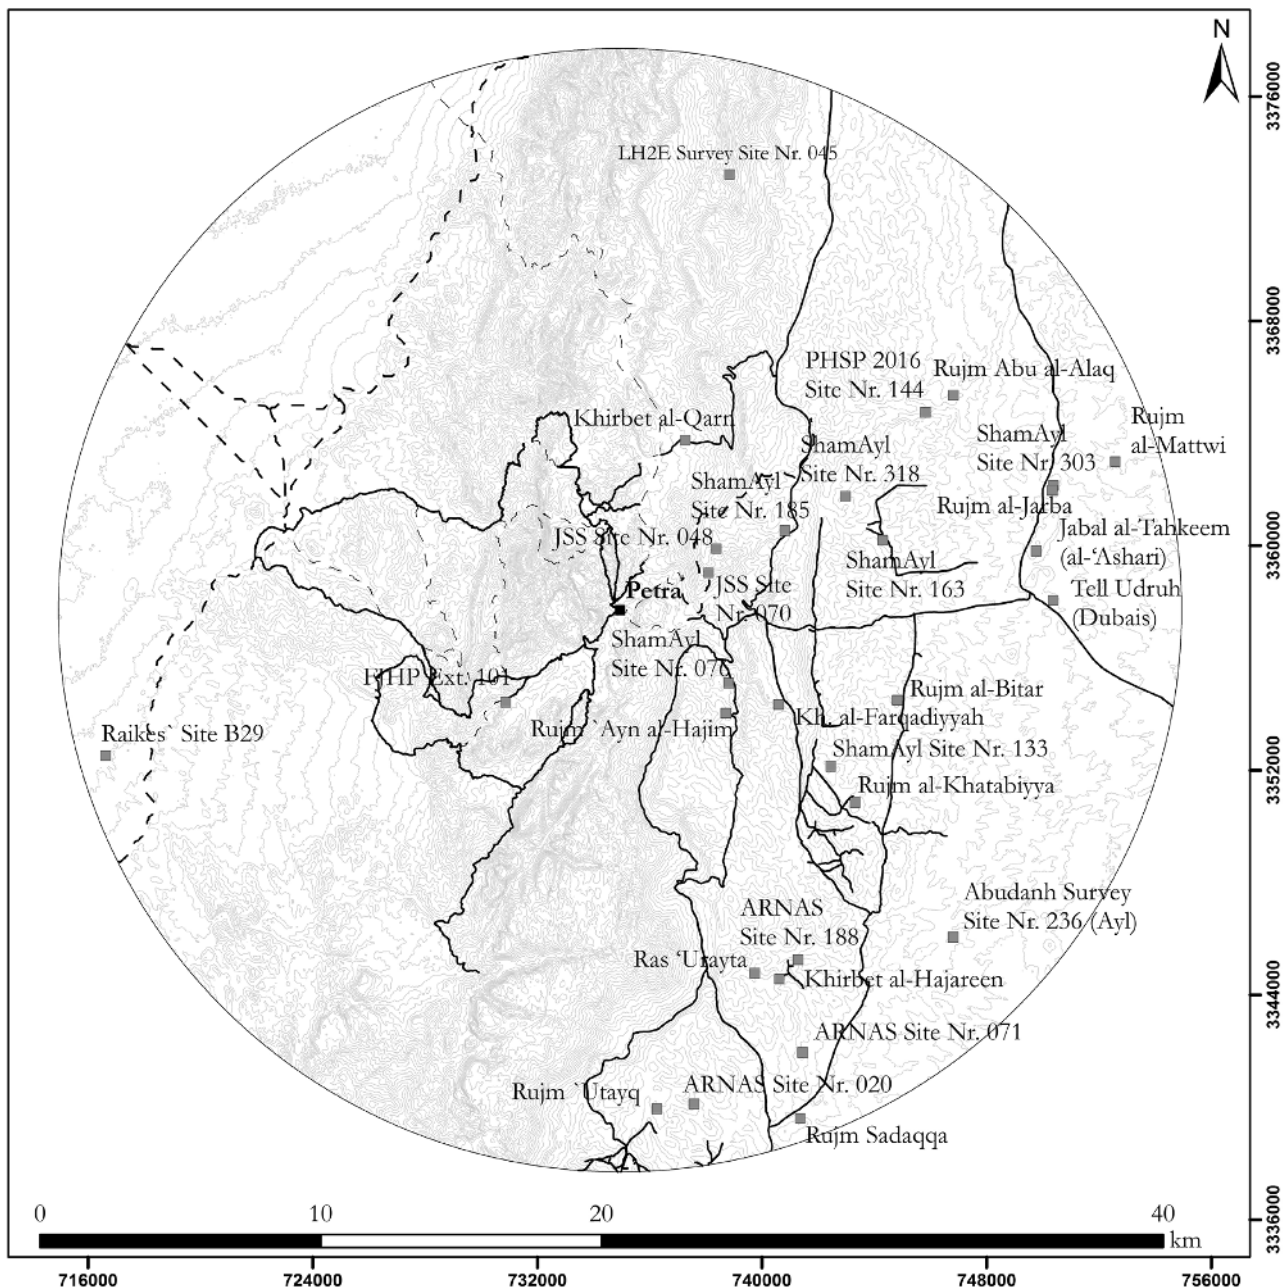 N
3376000
LH2E Survey Site Nr. 045
3368000
PHSP 2016
Site Nr. 144
Rujm Abu al-Alaq
Khirbet al-Qarn
Rujm
al-Mattwi
ShamAyl
Site Nr. 303
ShamAyl
Site Nr. 318
ShamAyl
Site Nr. 185
Rujm al-Jarba
JSS Site Nr. 048
Jabal al-Tahkeem
(al-‘Ashari)
3360000
ShamAyl
Site Nr. 163
Petra
JSS Site
Nr. 070
Tell Udruh
(Dubais)
ShamAyl
Site Nr. 076
FJHP Ext. 101
Rujm al-Bitar
Raikes` Site B29
Rujm `Ayn al-Hajim
Kh. al-Farqadiyyah
ShamAyl Site Nr. 133
3352000
Rujm al-Khatabiyya
Abudanh Survey
Site Nr. 236 (Ayl)
ARNAS
Site Nr. 188
Ras ‘Urayta
Khirbet al-Hajareen
3344000
ARNAS Site Nr. 071
Rujm `Utayq
ARNAS Site Nr. 020
Rujm Sadaqqa
3336000
0 10 20 40
km
716000 724000 732000 740000 748000 756000